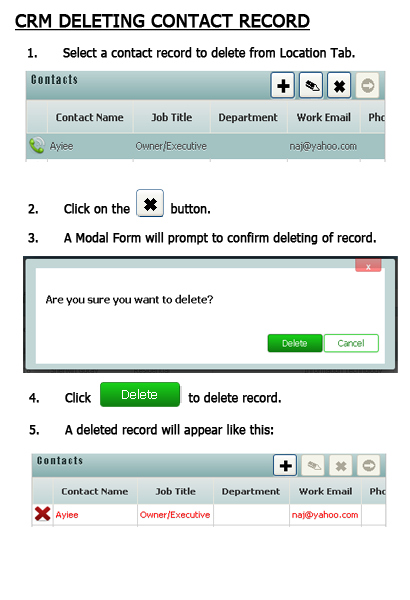 CRM DELETING CONTACT RECORD
1. Select a contact record to delete from Location Tab.
Contacts
Contact Name Job Title Department Work Email Phc
Ayiee Owner/Executive naj@yahoo.com
2. Click on the button.
3. A Modal Form will prompt to confirm deleting of record.
x
Are you sure you want to delete?
Delete Cancel
4. Click Delete to delete record.
5. A deleted record will appear like this:
Contacts
Contact Name Job Title Department Work Email Phc
Ayiee Owner/Executive naj@yahoo.com